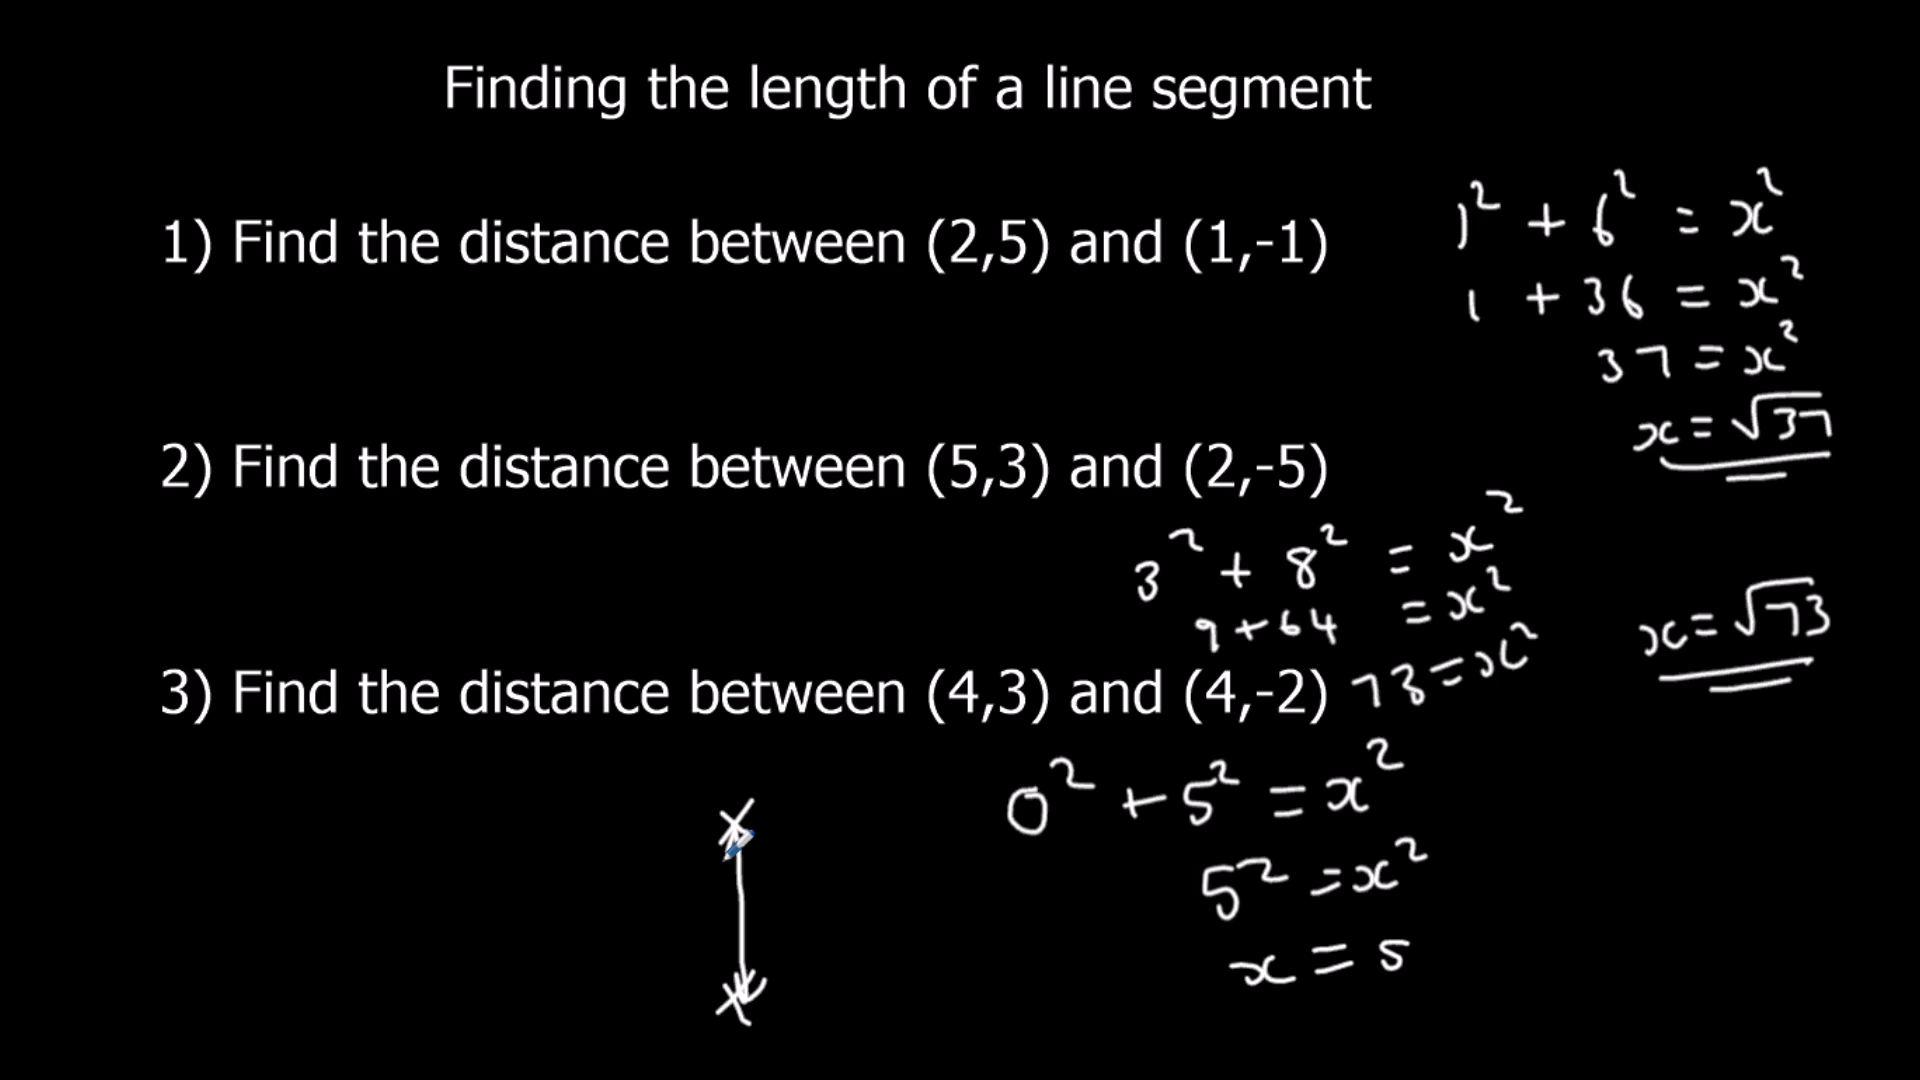 Finding the length of a line segment
1) Find the distance between (2,5) and (1,-1)
1² + 6² = x²
1 + 36 = x²
37 = x²
x = √37
2) Find the distance between (5,3) and (2,-5)
3² + 8² = x²
9 + 64 = x²
73 = x²
x = √73
3) Find the distance between (4,3) and (4,-2)
0² + 5² = x²
5² = x²
x = 5